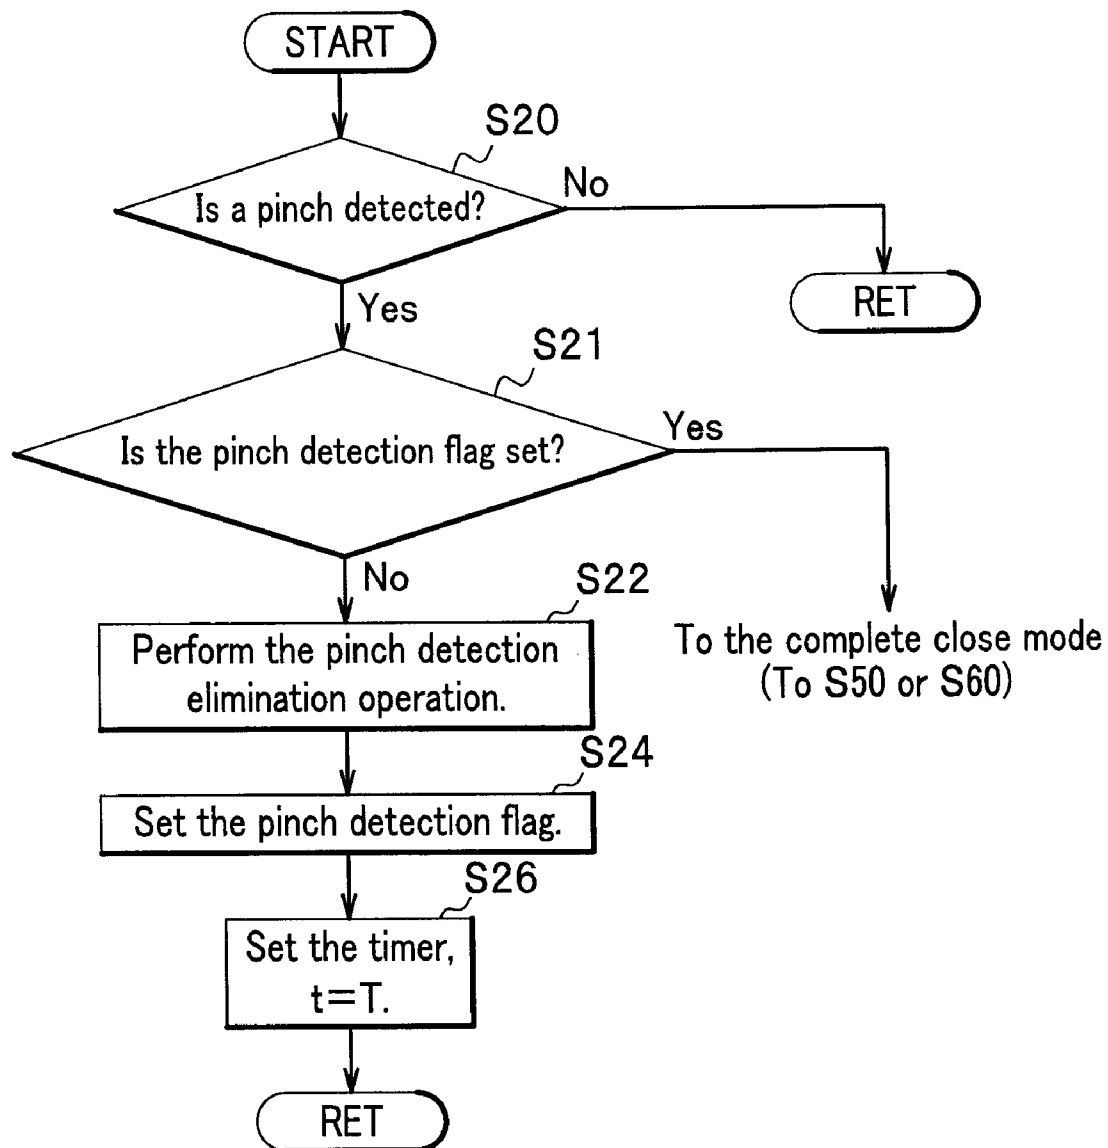 START
S20
Is a pinch detected?
No
RET
Yes
S21
Is the pinch detection flag set?
Yes
No
S22
Perform the pinch detection
elimination operation.
To the complete close mode
(To S50 or S60)
S24
Set the pinch detection flag.
S26
Set the timer,
t=T.
RET